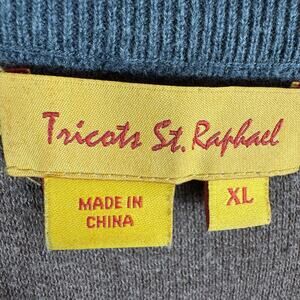 Tricots St. Raphael
MADE IN
CHINA
XL